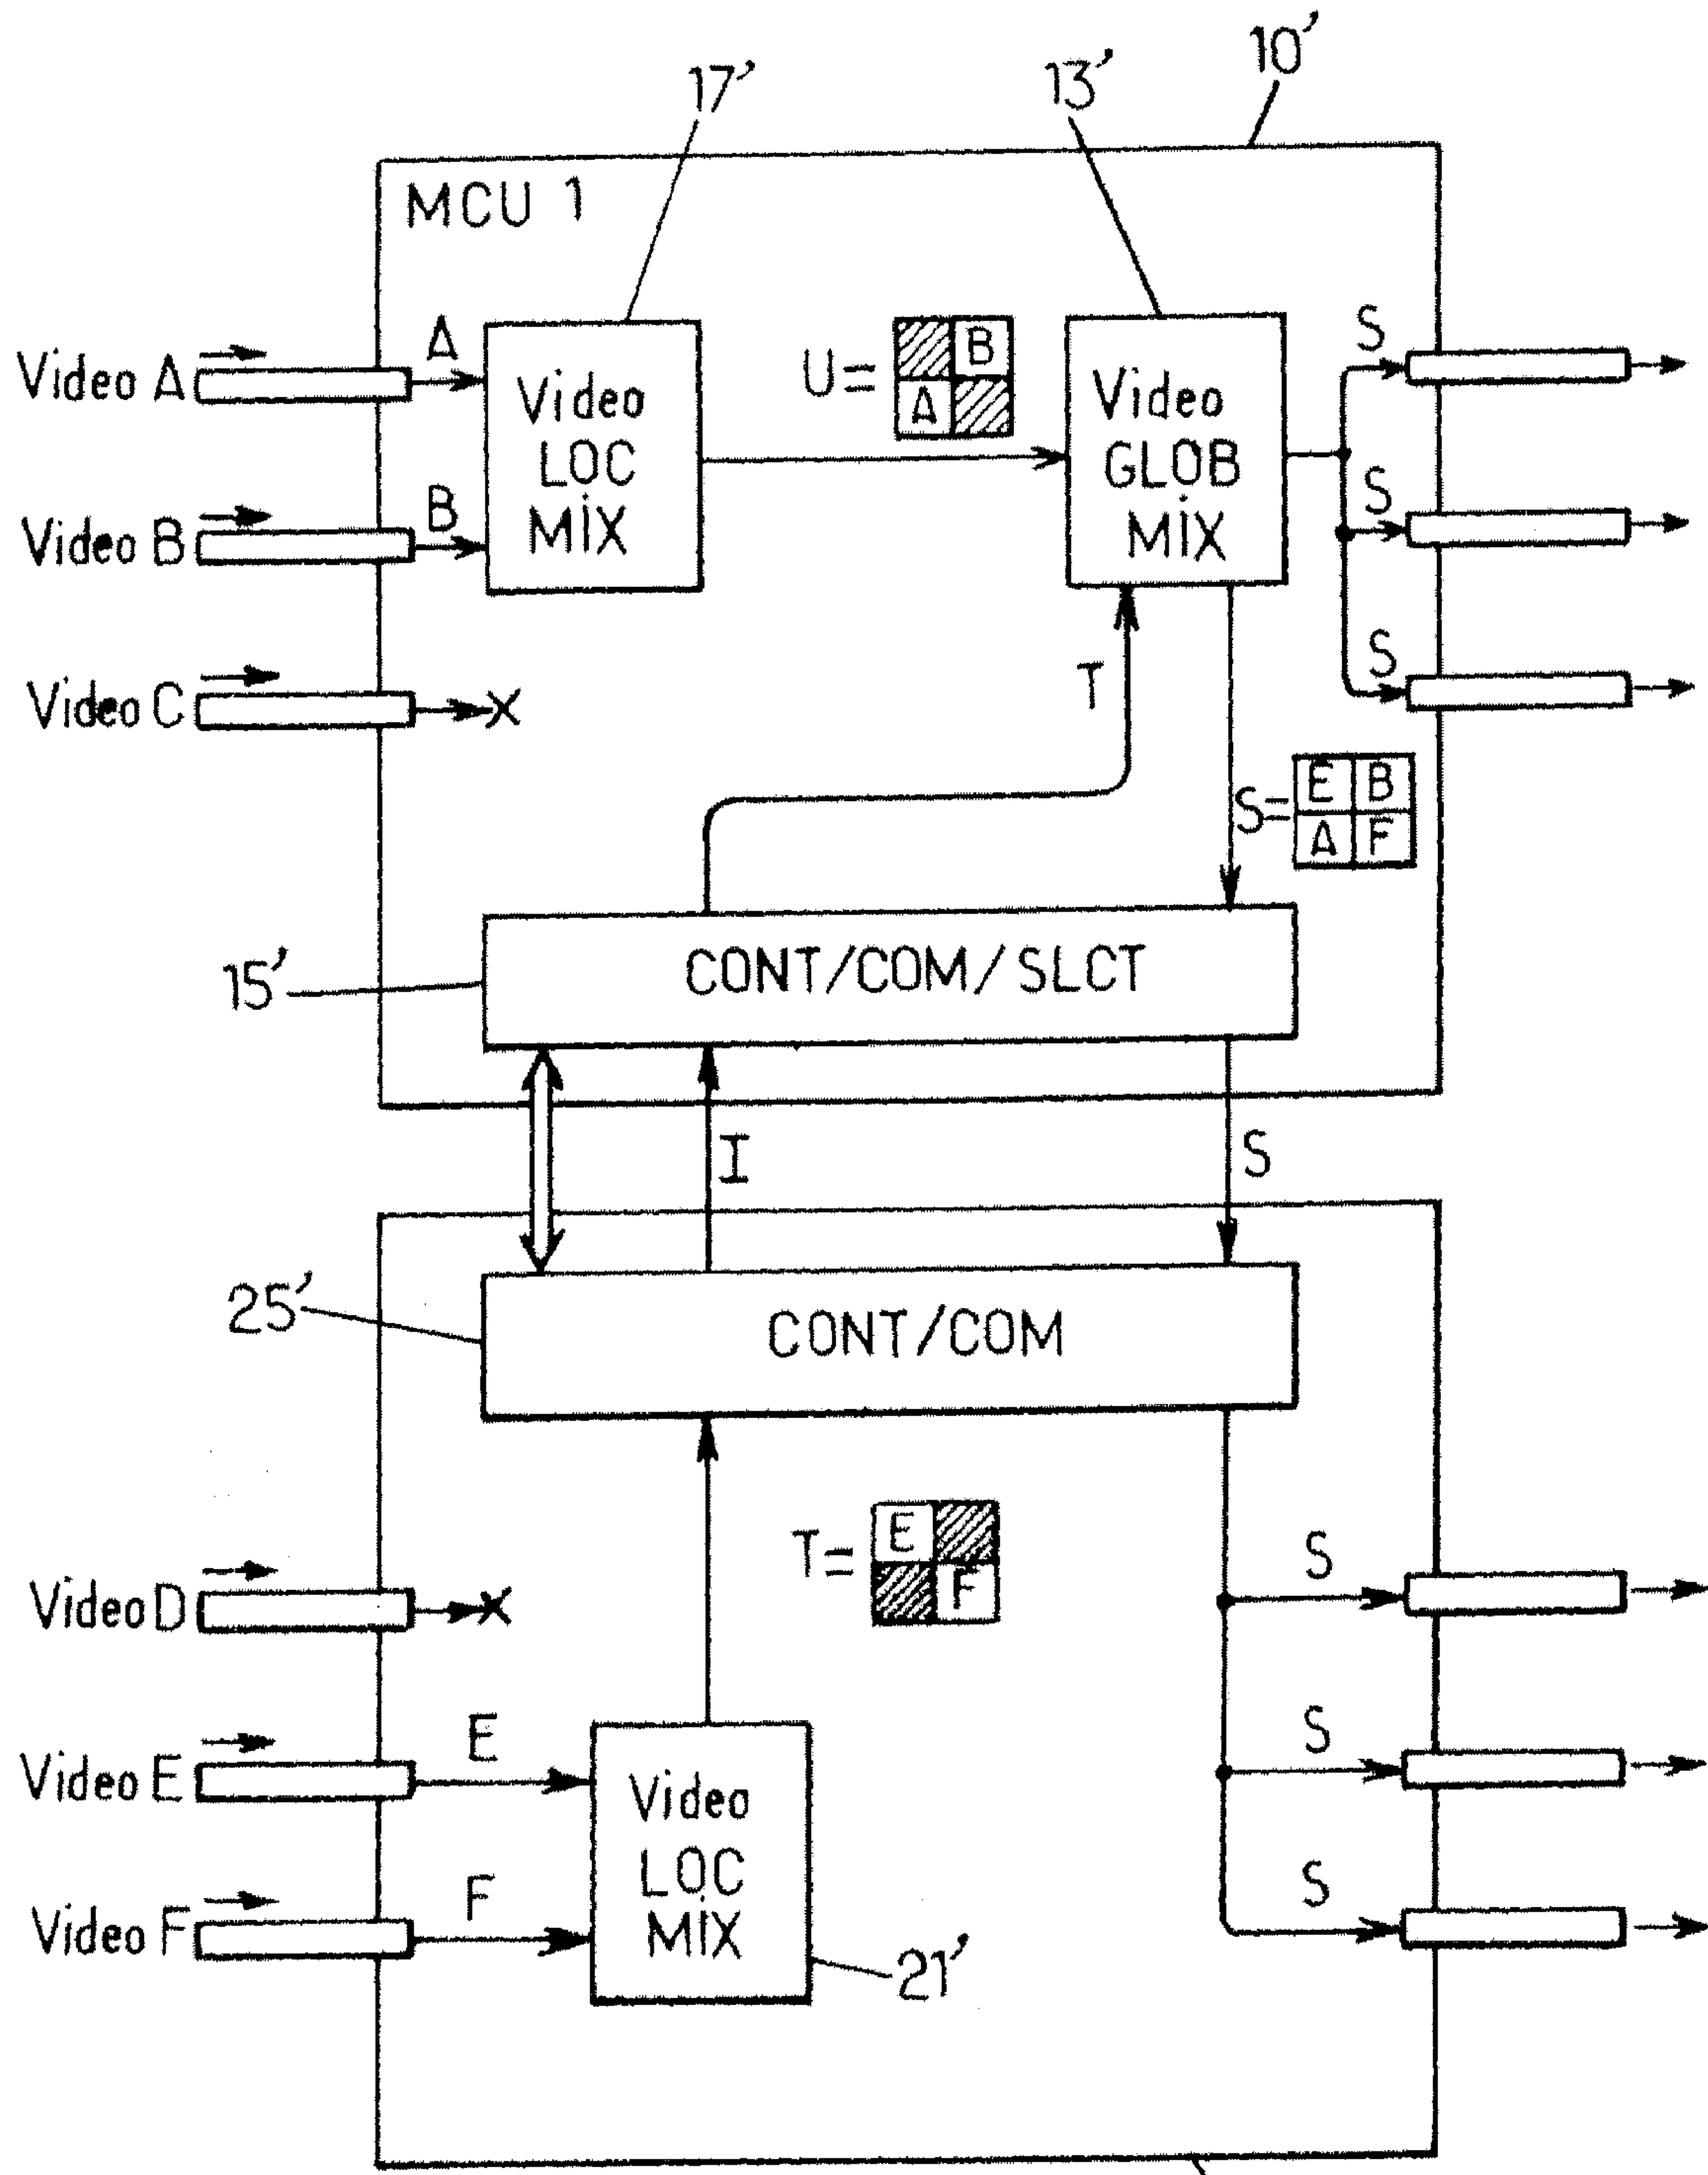 10'
17'
13'
MCU 1
Video A
A
Video
LOC
MIX
U=
B
A
Video
GLOB
MIX
S
Video B
B
S
Video C
T
S
S=
E B
A F
15'
CONT/COM/SLCT
I
S
25'
CONT/COM
T=
E
F
Video D
S
Video E
E
Video
LOC
MIX
S
Video F
F
S
21'